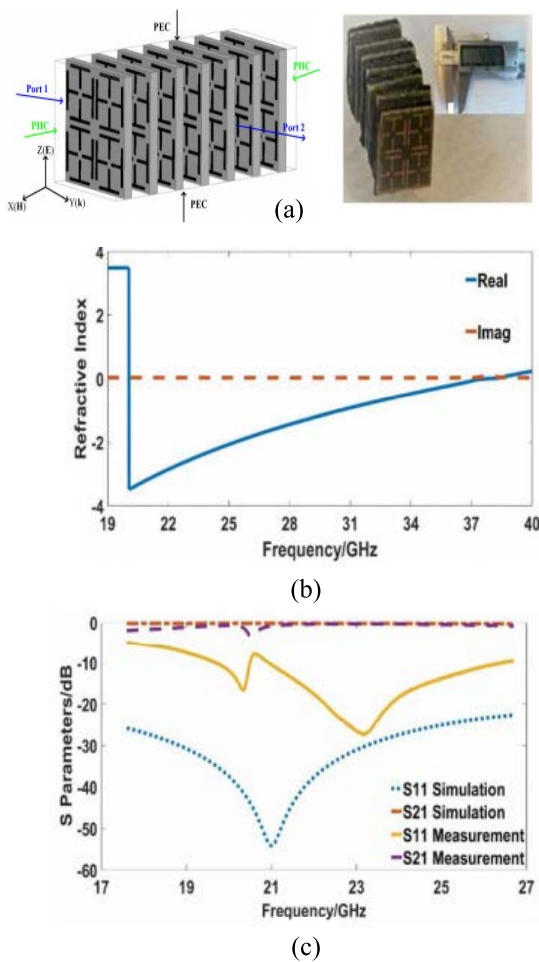 PEC
PHC
Port 1
PHC
Port 2
Z(E)
X(H)
Y(k)
PEC
(a)
4
2
0
-2
-4
Refractive Index
Real
Imag
19 22 25 28 31 34 37 40
Frequency/GHz
(b)
0
-10
-20
-30
-40
-50
-60
S Parameters/dB
S11 Simulation
S21 Simulation
S11 Measurement
S21 Measurement
17 19 21 23 25 27
Frequency/GHz
(c)